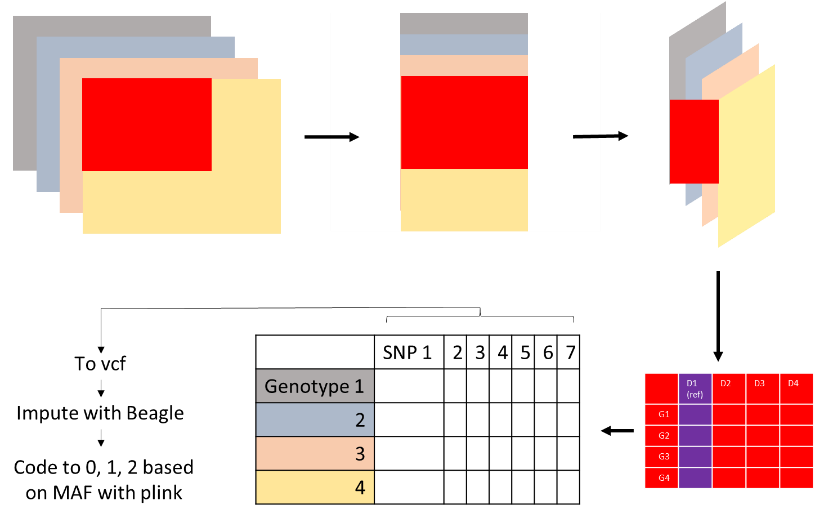 SNP 1 2 3 4 5 6 7
Genotype 1
2
3
4
To vcf
Impute with Beagle
Code to 0, 1, 2 based
on MAF with plink
D1 D2 D3 D4
(ref)
G1
G2
G3
G4